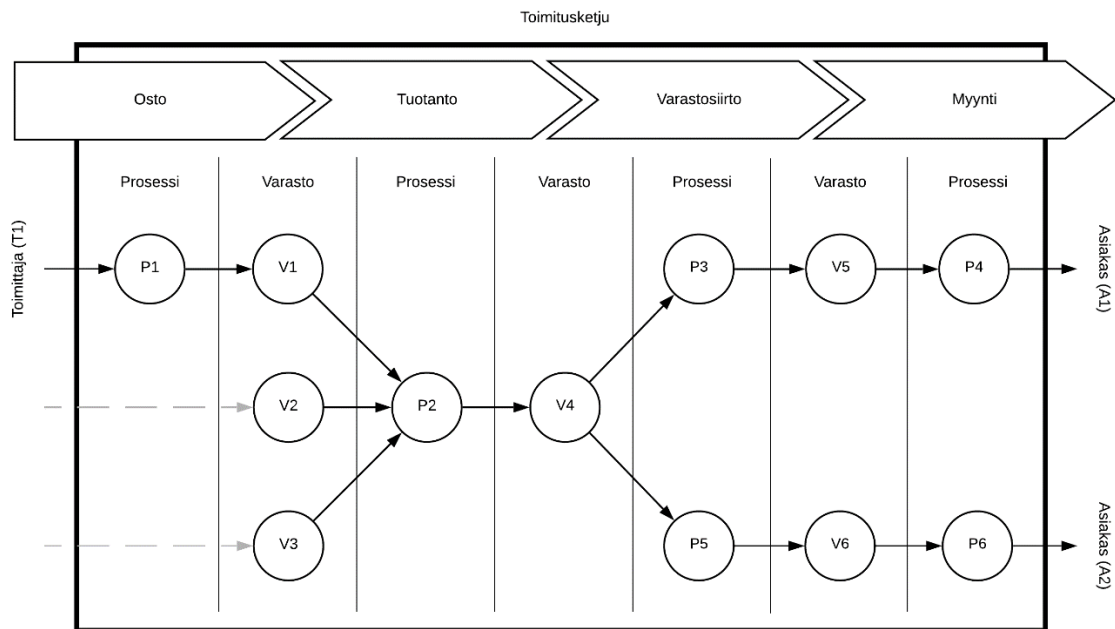 Toimitusketju
Osto
Tuotanto
Varastosiirto
Myynti
Prosessi
Varasto
Prosessi
Varasto
Prosessi
Varasto
Prosessi
Toimittaja (T1)
P1
V1
P3
V5
P4
Asiakas (A1)
V2
P2
V4
V3
P5
V6
P6
Asiakas (A2)